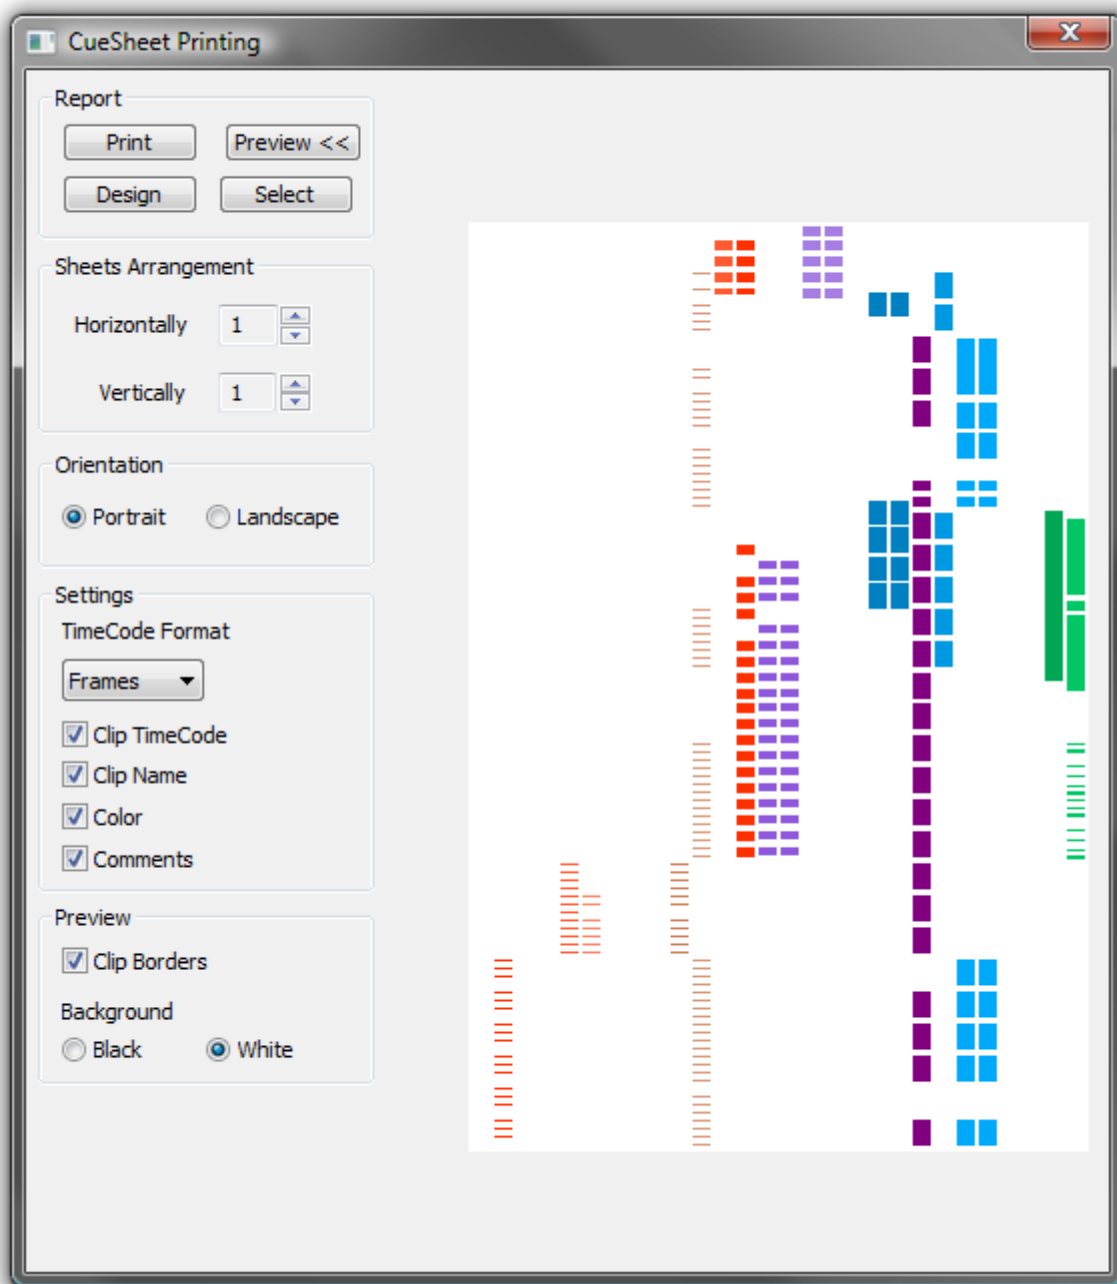 CueSheet Printing
Report
Print Preview <<
Design Select
Sheets Arrangement
Horizontally 1
Vertically 1
Orientation
Portrait Landscape
Settings
TimeCode Format
Frames
Clip TimeCode
Clip Name
Color
Comments
Preview
Clip Borders
Background
Black White